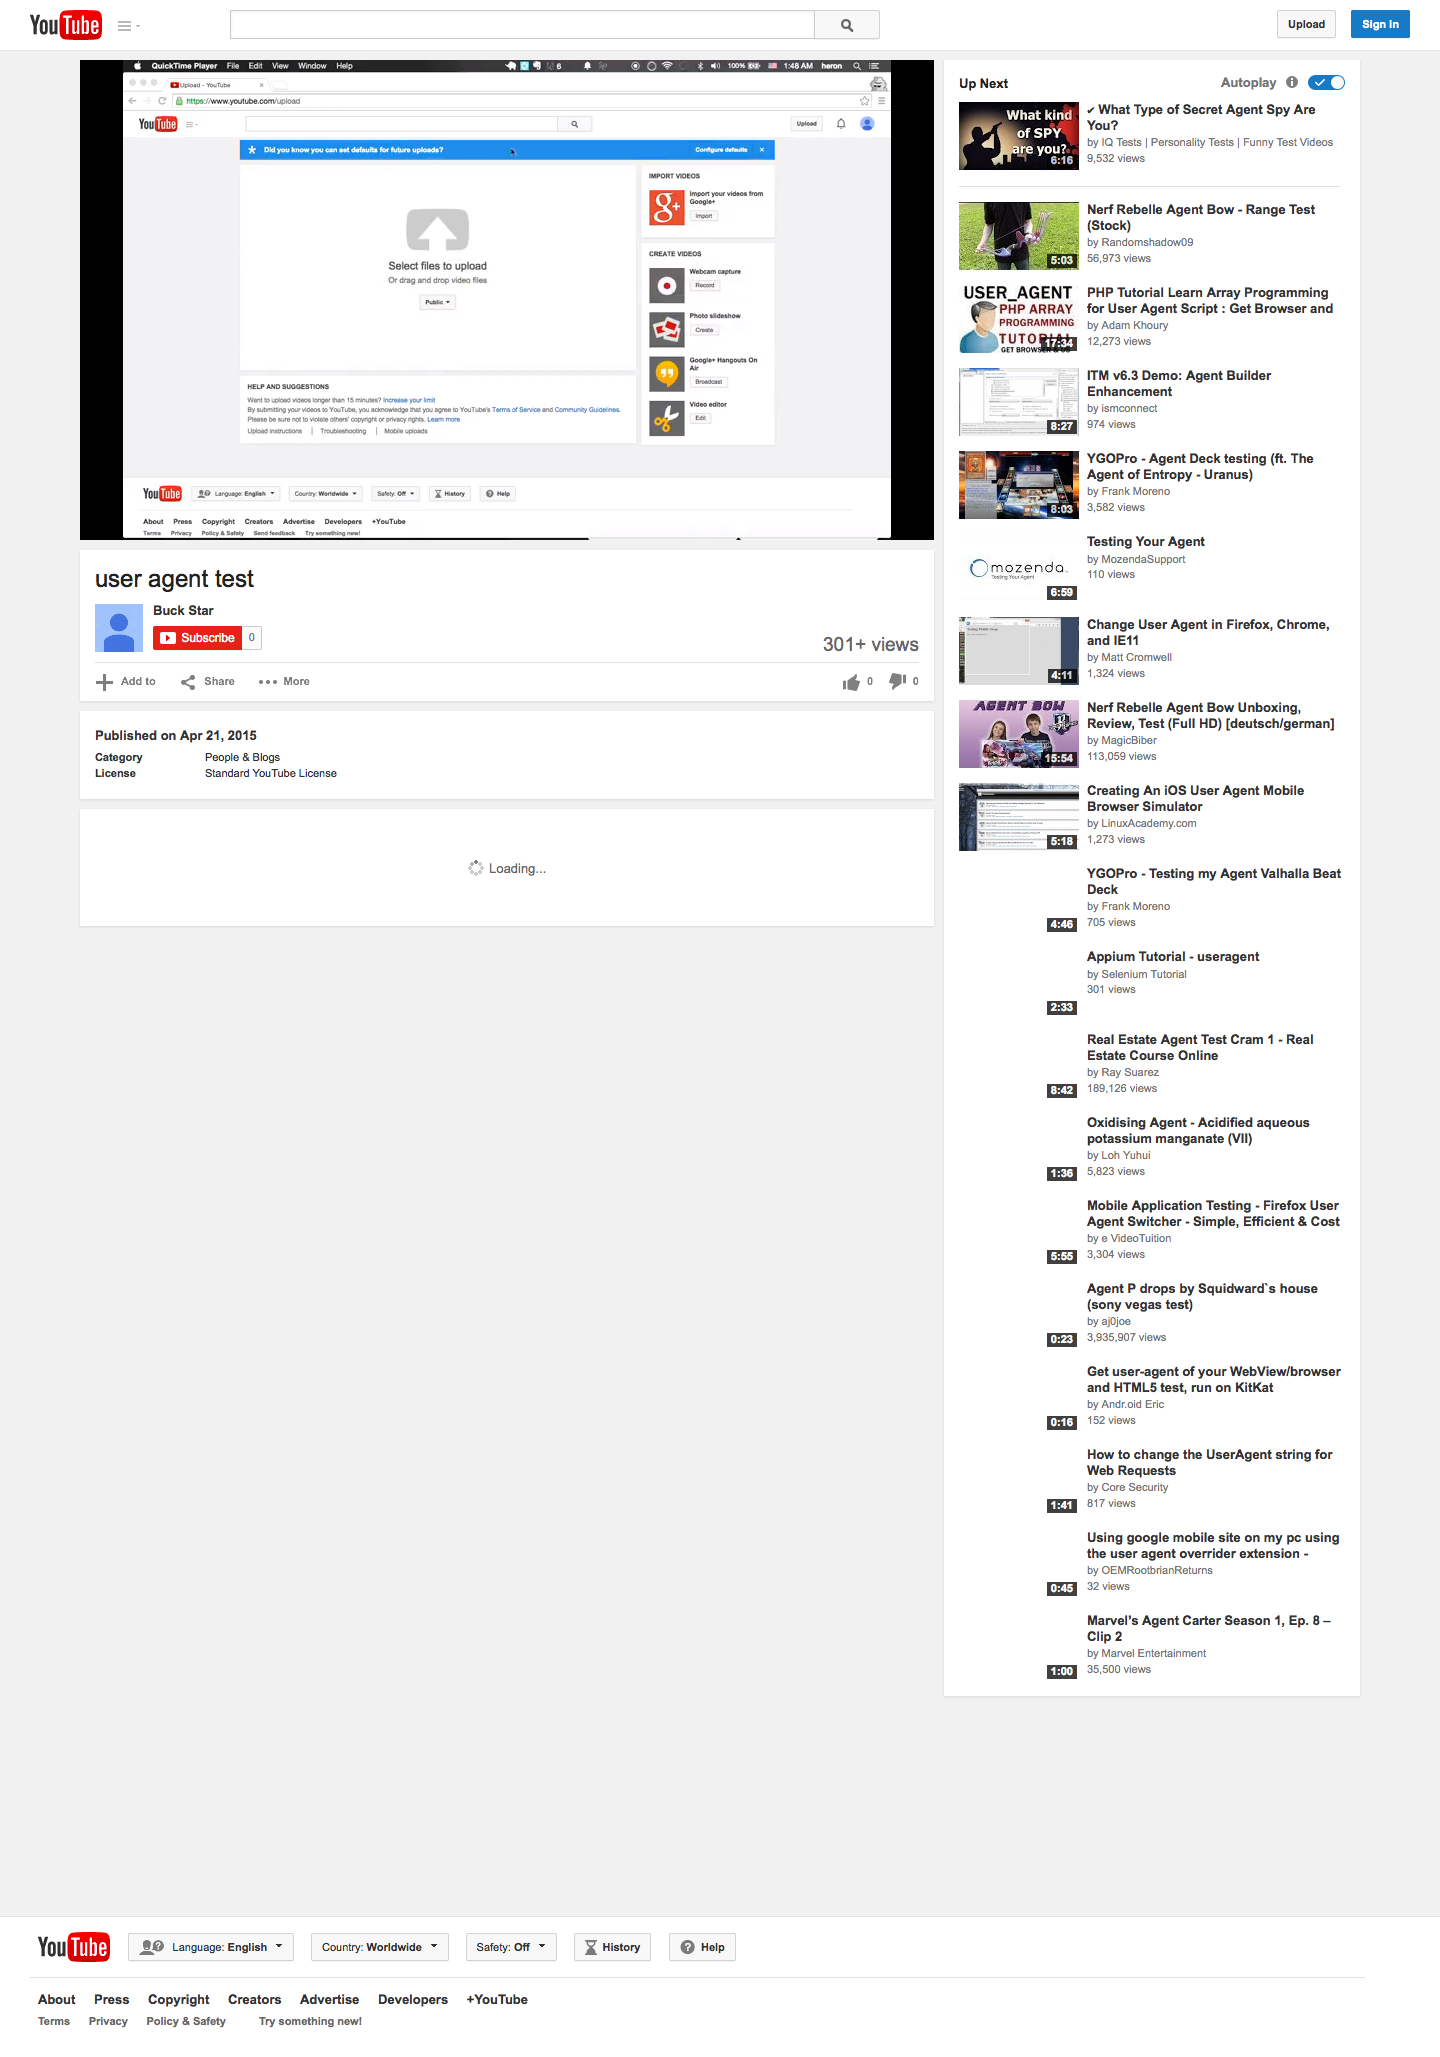 YouTube
Upload
Sign in
QuickTime Player File Edit View Window Help
6
100%
1:48 AM heron
Upload - YouTube
https://www.youtube.com/upload
YouTube
Upload
Did you know you can set defaults for future uploads?
Configure defaults
Select files to upload
Or drag and drop video files
Public
IMPORT VIDEOS
Import your videos from
Google+
Import
CREATE VIDEOS
Webcam capture
Record
Photo slideshow
Create
Google+ Hangouts On
Air
Broadcast
Video editor
Edit
HELP AND SUGGESTIONS
Want to upload videos longer than 15 minutes? Increase your limit
By submitting your videos to YouTube, you acknowledge that you agree to YouTube's Terms of Service and Community Guidelines.
Please be sure not to violate others' copyright or privacy rights. Learn more
Upload instructions | Troubleshooting | Mobile uploads
YouTube
Language: English
Country: Worldwide
Safety: Off
History
Help
About Press Copyright Creators Advertise Developers +YouTube
Terms Privacy Policy & Safety Send feedback Try something new!
user agent test
Buck Star
Subscribe
0
301+ views
Add to
Share
More
0
0
Published on Apr 21, 2015
Category People & Blogs
License Standard YouTube License
Loading...
Up Next
Autoplay
What kind
of SPY
are you?
6:16
✔ What Type of Secret Agent Spy Are
You?
by IQ Tests | Personality Tests | Funny Test Videos
9,532 views
5:03
Nerf Rebelle Agent Bow - Range Test
(Stock)
by Randomshadow09
56,973 views
USER_AGENT
PHP ARRAY
PROGRAMMING
TUTORIAL
GET BROWSER & OS
17:34
PHP Tutorial Learn Array Programming
for User Agent Script : Get Browser and
by Adam Khoury
12,273 views
8:27
ITM v6.3 Demo: Agent Builder
Enhancement
by ismconnect
974 views
8:03
YGOPro - Agent Deck testing (ft. The
Agent of Entropy - Uranus)
by Frank Moreno
3,582 views
mozenda
Testing Your Agent
6:59
Testing Your Agent
by MozendaSupport
110 views
4:11
Change User Agent in Firefox, Chrome,
and IE11
by Matt Cromwell
1,324 views
AGENT BOW
15:54
Nerf Rebelle Agent Bow Unboxing,
Review, Test (Full HD) [deutsch/german]
by MagicBiber
113,059 views
5:18
Creating An iOS User Agent Mobile
Browser Simulator
by LinuxAcademy.com
1,273 views
4:46
YGOPro - Testing my Agent Valhalla Beat
Deck
by Frank Moreno
705 views
2:33
Appium Tutorial - useragent
by Selenium Tutorial
301 views
8:42
Real Estate Agent Test Cram 1 - Real
Estate Course Online
by Ray Suarez
189,126 views
1:36
Oxidising Agent - Acidified aqueous
potassium manganate (VII)
by Loh Yuhui
5,823 views
5:55
Mobile Application Testing - Firefox User
Agent Switcher - Simple, Efficient & Cost
by e VideoTuition
3,304 views
0:23
Agent P drops by Squidward`s house
(sony vegas test)
by aj0joe
3,935,907 views
0:16
Get user-agent of your WebView/browser
and HTML5 test, run on KitKat
by Andr.oid Eric
152 views
1:41
How to change the UserAgent string for
Web Requests
by Core Security
817 views
0:45
Using google mobile site on my pc using
the user agent overrider extension -
by OEMRootbrianReturns
32 views
1:00
Marvel's Agent Carter Season 1, Ep. 8 –
Clip 2
by Marvel Entertainment
35,500 views
YouTube
Language: English
Country: Worldwide
Safety: Off
History
Help
About Press Copyright Creators Advertise Developers +YouTube
Terms Privacy Policy & Safety Try something new!